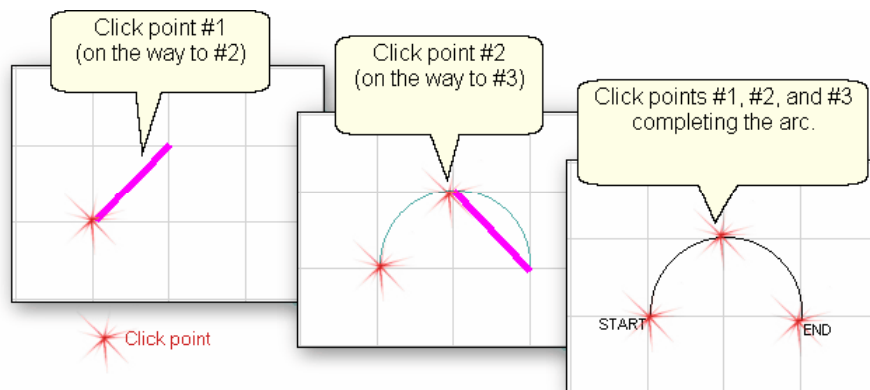 Click point #1
(on the way to #2)
Click point #2
(on the way to #3)
Click points #1, #2, and #3
completing the arc.
START
END
Click point